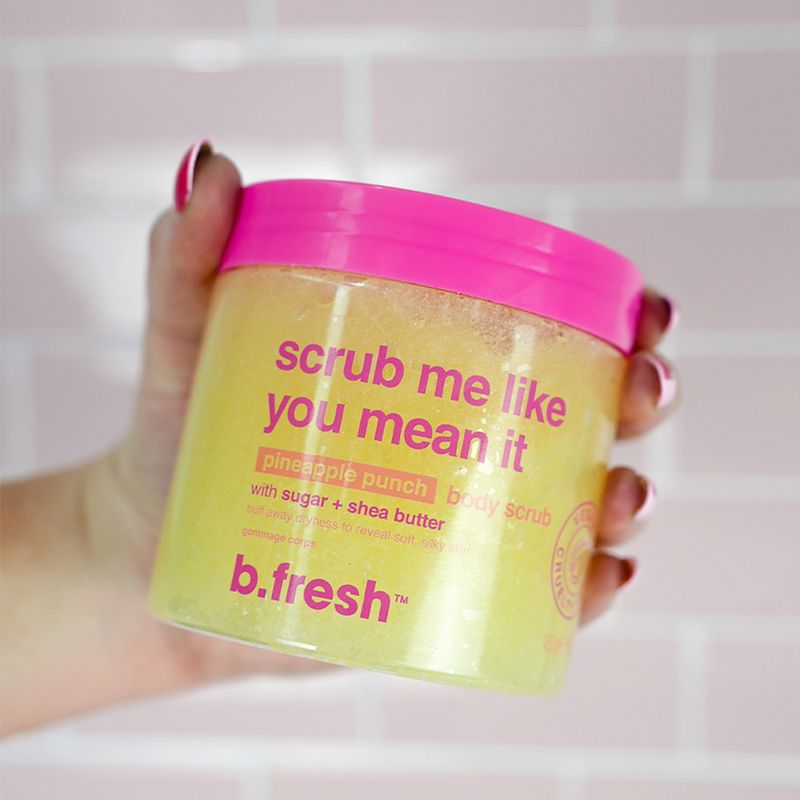 scrub me like
you mean it
pineapple punch body scrub
with sugar + shea butter
buff away dryness to reveal soft, silky skin
gommage corps
b.fresh™